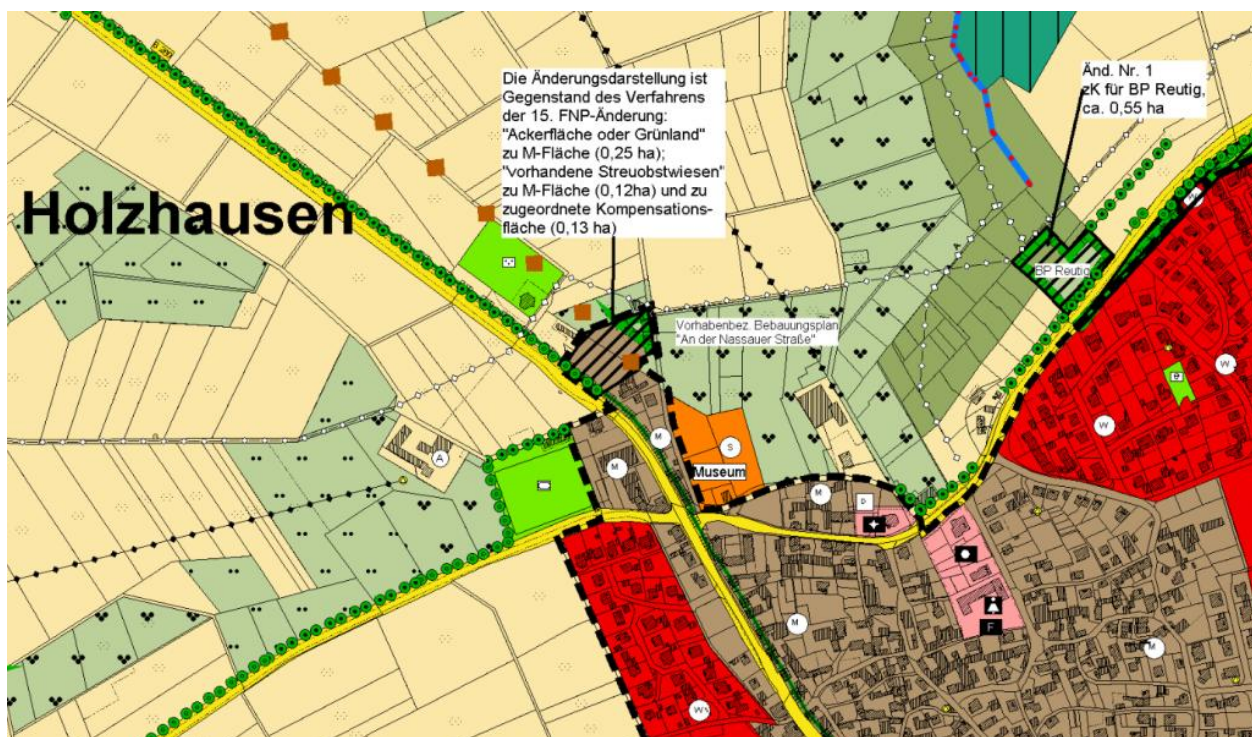 B 260
Die Änderungsdarstellung ist
Gegenstand des Verfahrens
der 15. FNP-Änderung:
"Ackerfläche oder Grünland"
zu M-Fläche (0,25 ha);
"vorhandene Streuobstwiesen"
zu M-Fläche (0,12ha) und zu
zugeordnete Kompensations-
fläche (0,13 ha)
Änd. Nr. 1
zK für BP Reutig,
ca. 0,55 ha
Holzhausen
BP Reutig
Vorhabenbez. Bebauungsplan
"An der Nassauer Straße"
W
W
M
S
A
M
Museum
M
D
M
F
M
W